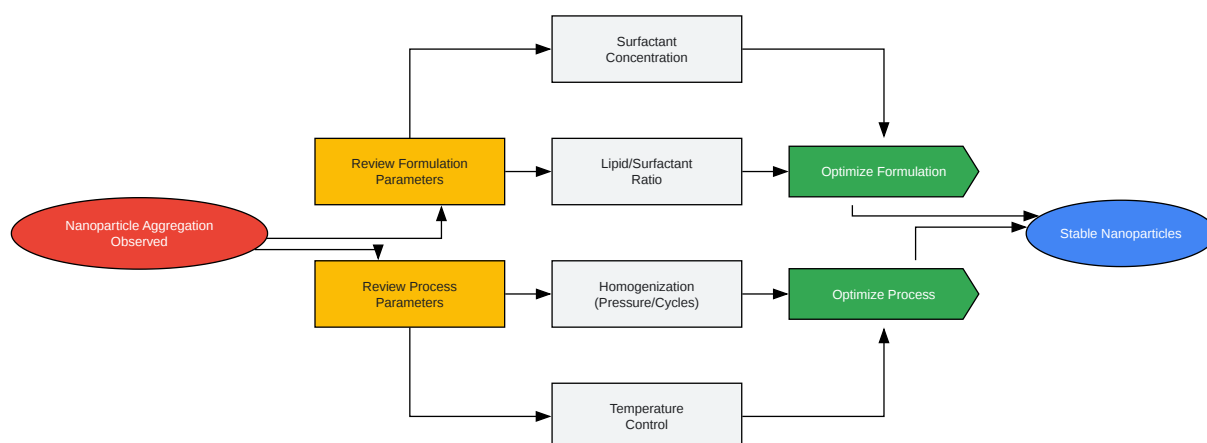 Surfactant
Concentration
Review Formulation
Parameters
Lipid/Surfactant
Ratio
Optimize Formulation
Nanoparticle Aggregation
Observed
Stable Nanoparticles
Review Process
Parameters
Homogenization
(Pressure/Cycles)
Optimize Process
Temperature
Control